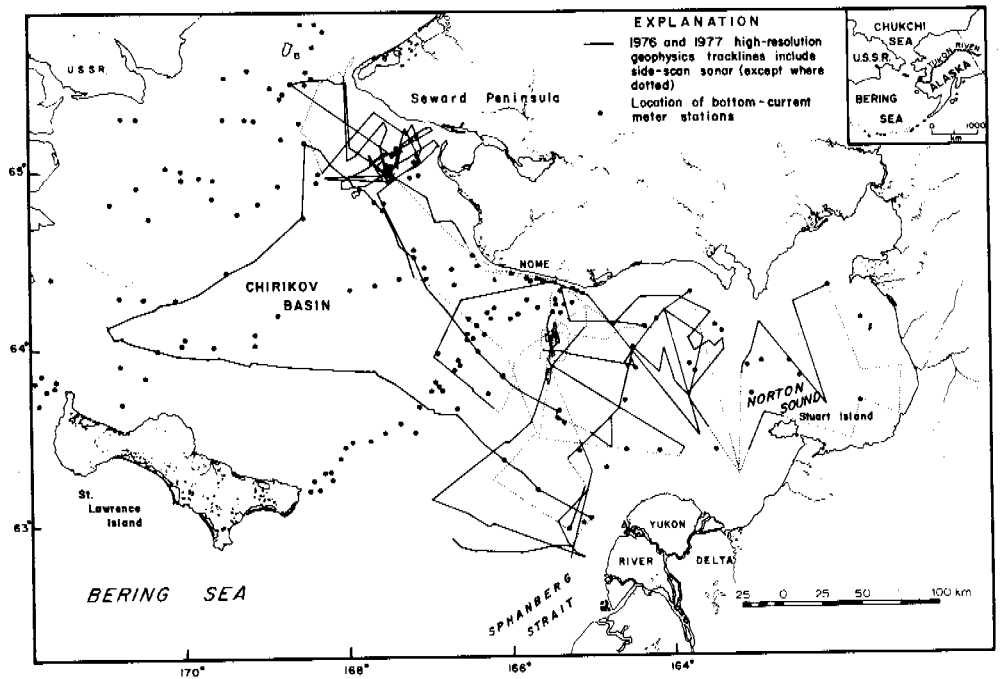 EXPLANATION
1976 and 1977 high-resolution
geophysics tracklines include
side-scan sonar (except where
dotted)
Location of bottom-current
meter stations
CHUKCHI
SEA
U.S.S.R.
YUKON RIVER
ALASKA
BERING
SEA
0 1000
km
U.S.S.R.
Seward Peninsula
65°
NOME
CHIRIKOV
BASIN
64°
NORTON
SOUND
Stuart Island
St.
Lawrence
Island
63°
YUKON
RIVER DELTA
BERING SEA
SPHANBERG
STRAIT
25 0 25 50 100 km
170° 168° 166° 164°